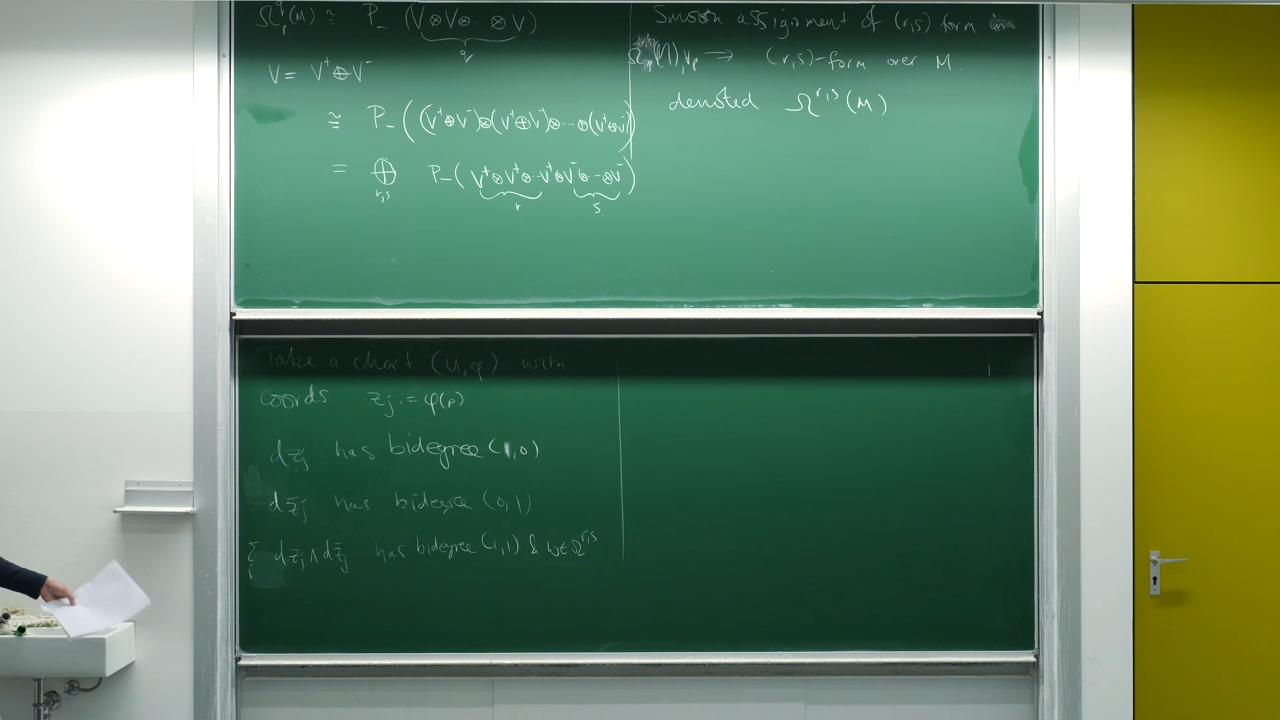 Ω_p^q(M) ≅ P_- (V⊗V⊗··⊗V)
q
V = V⁺⊕V⁻
≅ P_- ((V⁺⊕V⁻)⊗(V⁺⊕V⁻)⊗···⊗(V⁺⊕V⁻))
= ⊕ P_-(V⁺⊗V⁺⊗··V⁺⊗V⁻⊗··⊗V⁻)
r,s r s
Smooth assignment of (r,s) form
∀p → (r,s)-form over M.
denoted Ω^{r,s}(M)
Take a chart (U,φ) with
coords z_j := φ(p)
dz_j has bidegree (1,0)
dz̄_j has bidegree (0,1)
Σ dz_j ∧ dz̄_j has bidegree (1,1) & ω∈Ω^{r,s}